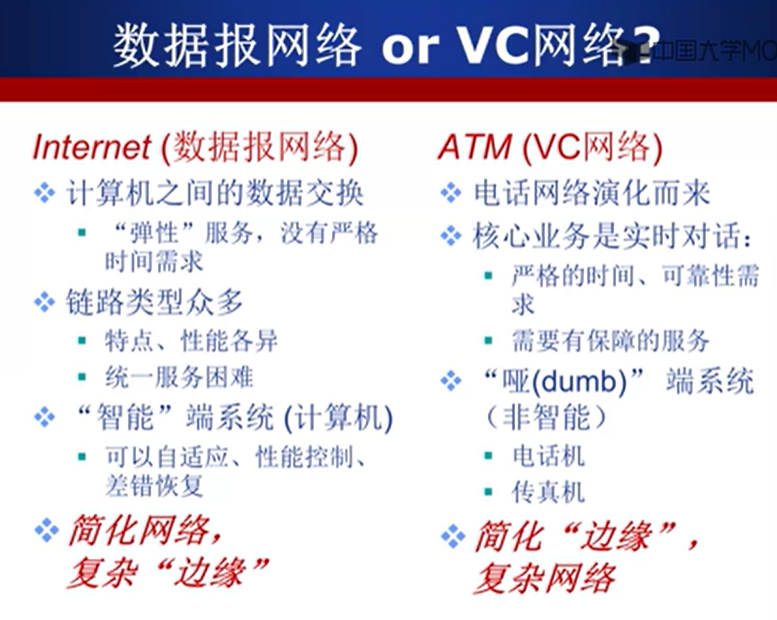 数据报网络 or VC网络?
中国大学MO
Internet (数据报网络)
计算机之间的数据交换
“弹性”服务，没有严格
时间需求
链路类型众多
特点、性能各异
统一服务困难
“智能”端系统 (计算机)
可以自适应、性能控制、
差错恢复
简化网络，
复杂“边缘”
ATM (VC网络)
电话网络演化而来
核心业务是实时对话：
严格的时间、可靠性需
求
需要有保障的服务
“哑(dumb)” 端系统
（非智能）
电话机
传真机
简化“边缘”，
复杂网络